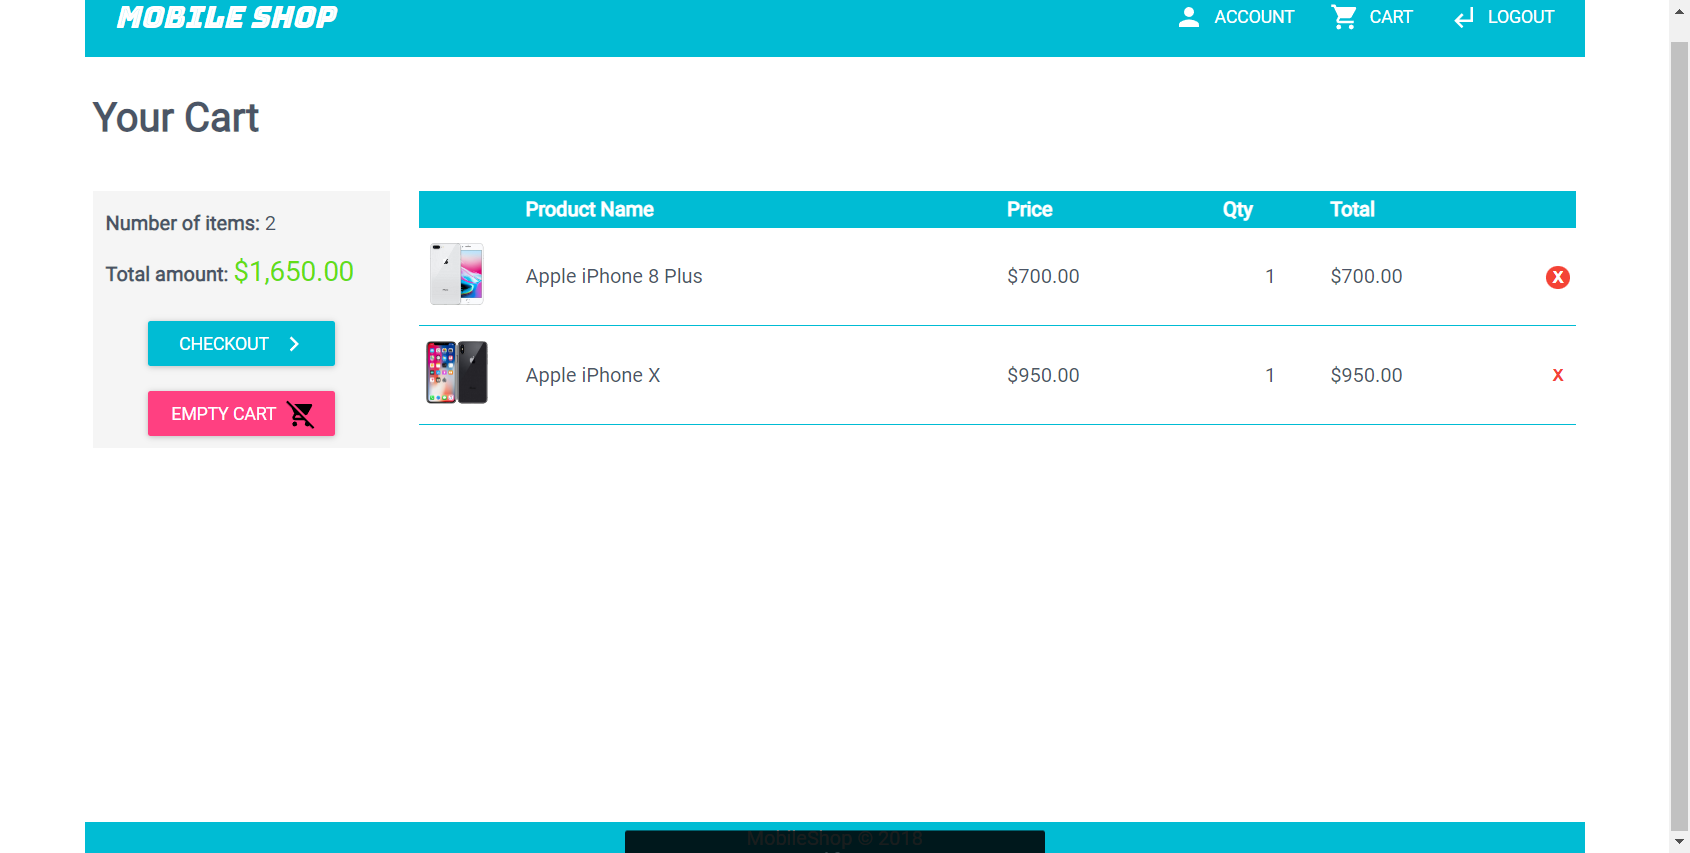 MOBILE SHOP
ACCOUNT
CART
LOGOUT
Your Cart
Number of items: 2
Total amount: $1,650.00
CHECKOUT
EMPTY CART
Product Name Price Qty Total
Apple iPhone 8 Plus $700.00 1 $700.00 X
Apple iPhone X $950.00 1 $950.00 X
MobileShop © 2018